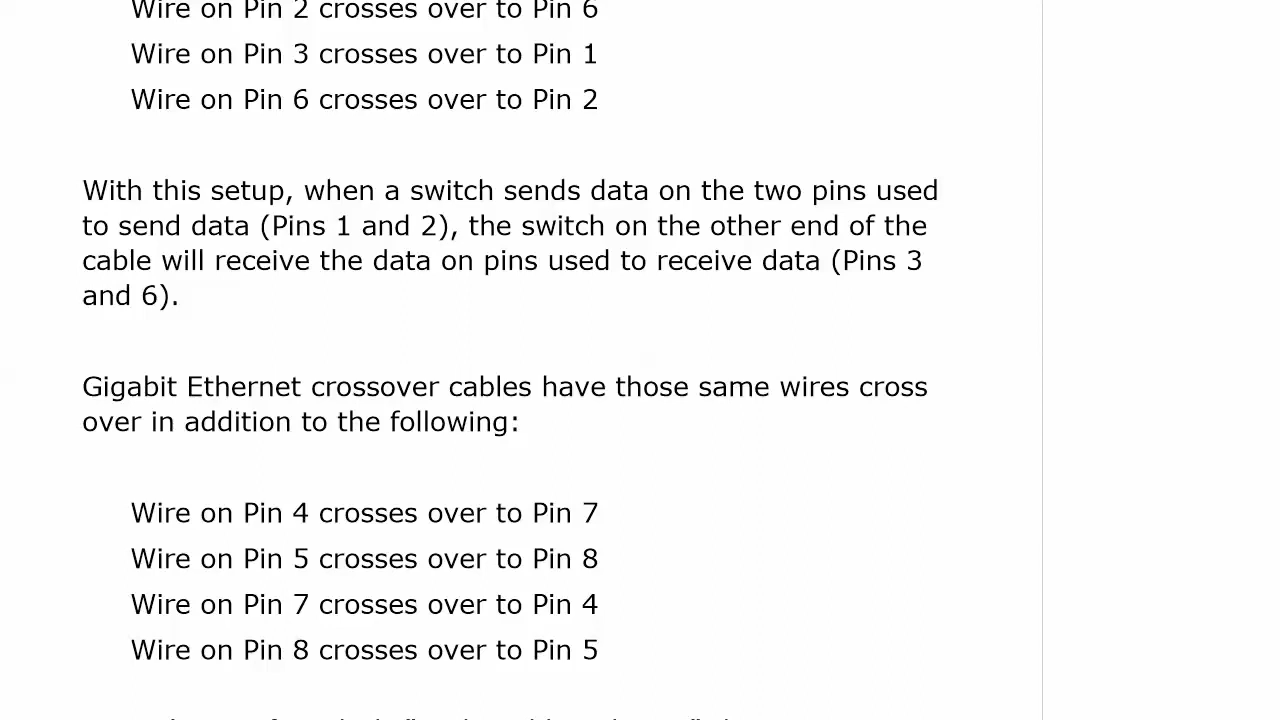 Wire on Pin 2 crosses over to Pin 6
Wire on Pin 3 crosses over to Pin 1
Wire on Pin 6 crosses over to Pin 2
With this setup, when a switch sends data on the two pins used
to send data (Pins 1 and 2), the switch on the other end of the
cable will receive the data on pins used to receive data (Pins 3
and 6).
Gigabit Ethernet crossover cables have those same wires cross
over in addition to the following:
Wire on Pin 4 crosses over to Pin 7
Wire on Pin 5 crosses over to Pin 8
Wire on Pin 7 crosses over to Pin 4
Wire on Pin 8 crosses over to Pin 5